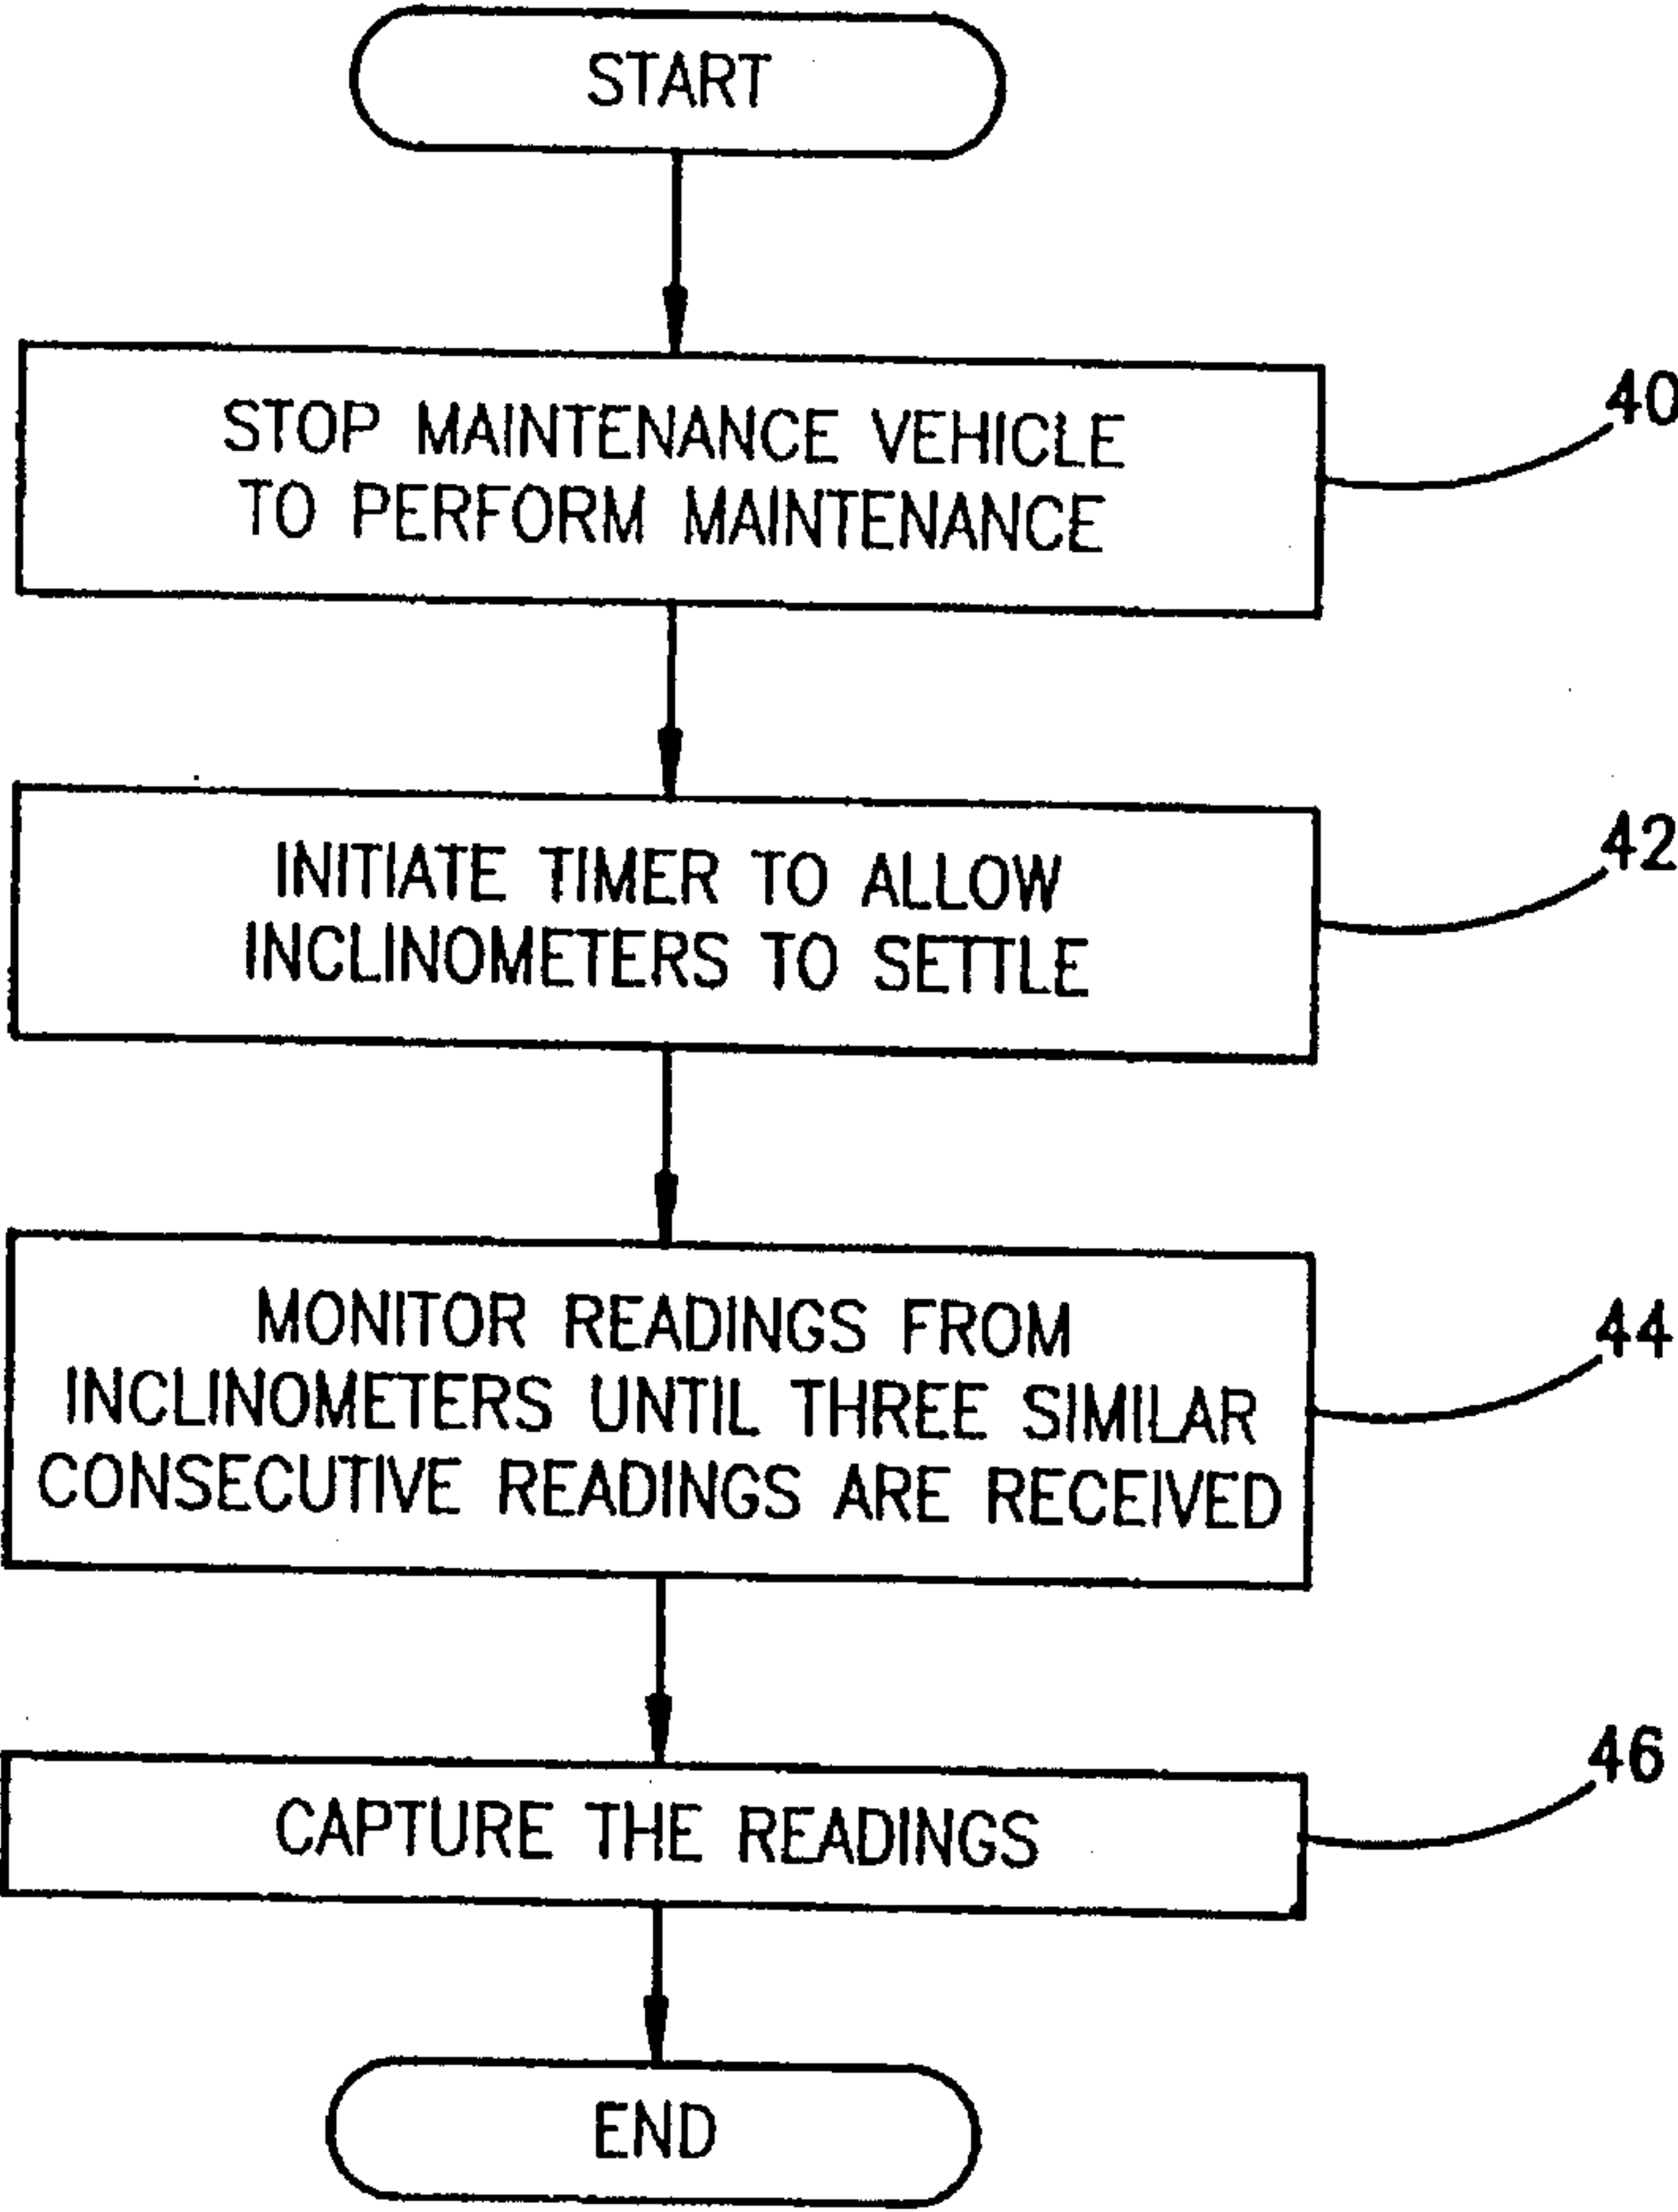 START
STOP MAINTENANCE VEHICLE
TO PERFORM MAINTENANCE
40
INITIATE TIMER TO ALLOW
INCLINOMETERS TO SETTLE
42
MONITOR READINGS FROM
INCLINOMETERS UNTIL THREE SIMILAR
CONSECUTIVE READINGS ARE RECEIVED
44
CAPTURE THE READINGS
46
END